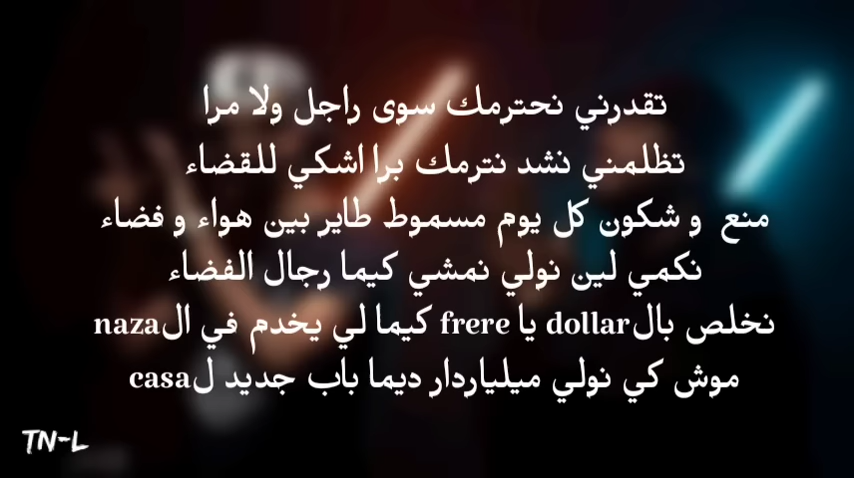 تقدرني نحترمك سوى راجل ولا مرا
تظلمني نشد نترمك برا اشكي للقضاء
منع و شكون كل يوم مسموط طاير بين هواء و فضاء
نكمي لين نولي نمشي كيما رجال الفضاء
نخلص بالdollar يا frere كيما لي يخدم في الnaza
موش كي نولي ميلياردار ديما باب جديد لcasa
TN-L